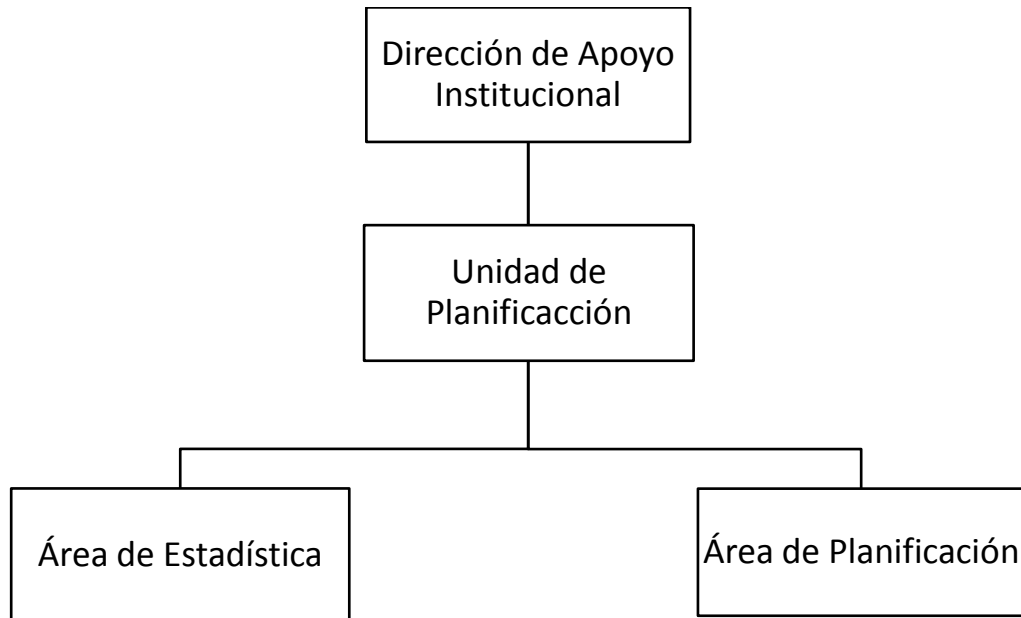 Dirección de Apoyo
Institucional
Unidad de
Planificacción
Área de Estadística
Área de Planificación